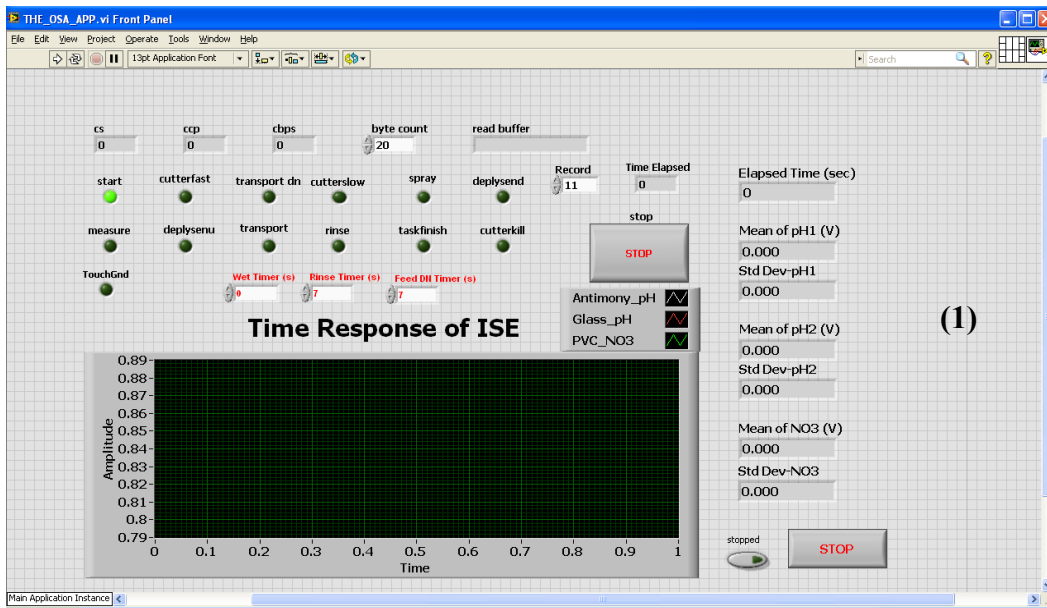 THE_OSA_APP.vi Front Panel
File Edit View Project Operate Tools Window Help
13pt Application Font
Search
cs ccp cbps byte count read buffer
0 0 0 20
Record Time Elapsed
11 0
start cutterfast transport dn cutterslow spray deplysend
stop
STOP
measure deplysenu transport rinse taskfinish cutterkill
TouchGnd
Wet Timer (s) Rinse Timer (s) Feed DN Timer (s)
0 7 7
Time Response of ISE
Antimony_pH
Glass_pH
PVC_NO3
Amplitude
0.89
0.88
0.87
0.86
0.85
0.84
0.83
0.82
0.81
0.8
0.79
0 0.1 0.2 0.3 0.4 0.5 0.6 0.7 0.8 0.9 1
Time
Elapsed Time (sec)
0
Mean of pH1 (V)
0.000
Std Dev-pH1
0.000
Mean of pH2 (V)
0.000
Std Dev-pH2
0.000
Mean of NO3 (V)
0.000
Std Dev-NO3
0.000
(1)
stopped
STOP
Main Application Instance